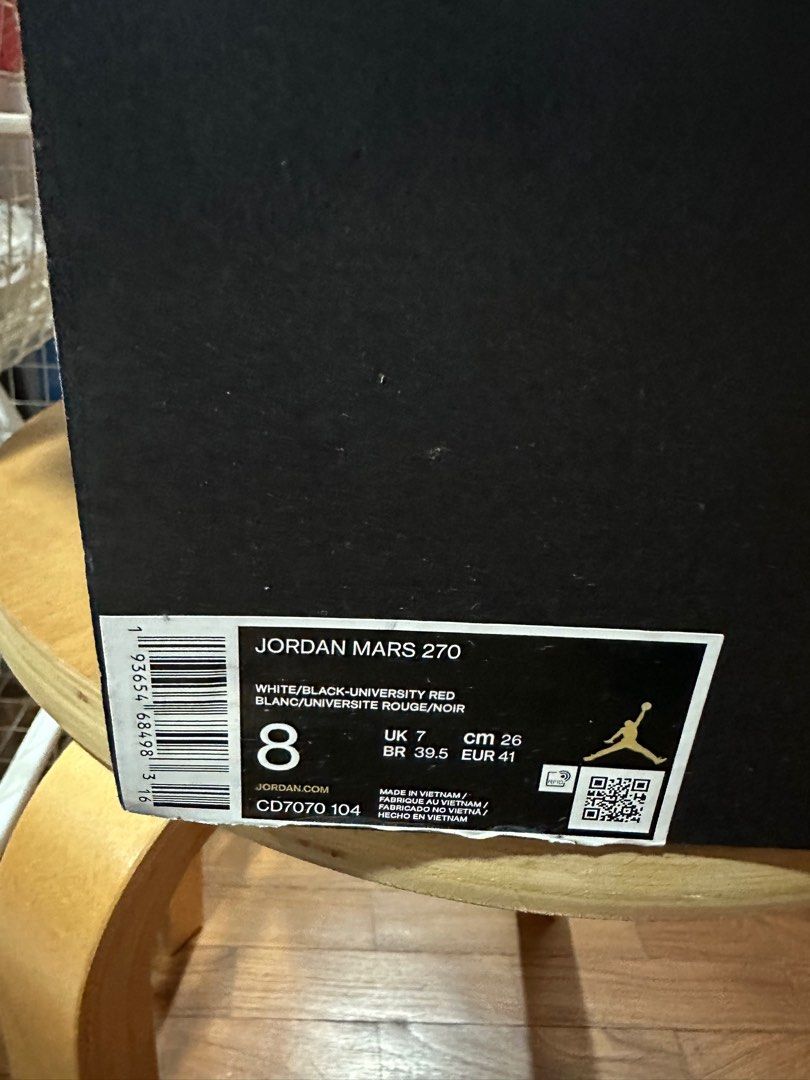 JORDAN MARS 270
WHITE/BLACK-UNIVERSITY RED
BLANC/UNIVERSITE ROUGE/NOIR
8
UK 7 cm 26
BR 39.5 EUR 41
JORDAN.COM
CD7070 104
MADE IN VIETNAM /
FABRIQUE AU VIETNAM /
FABRICADO NO VIETNÃ /
HECHO EN VIETNAM
RFID
1 93654 68498 3 16